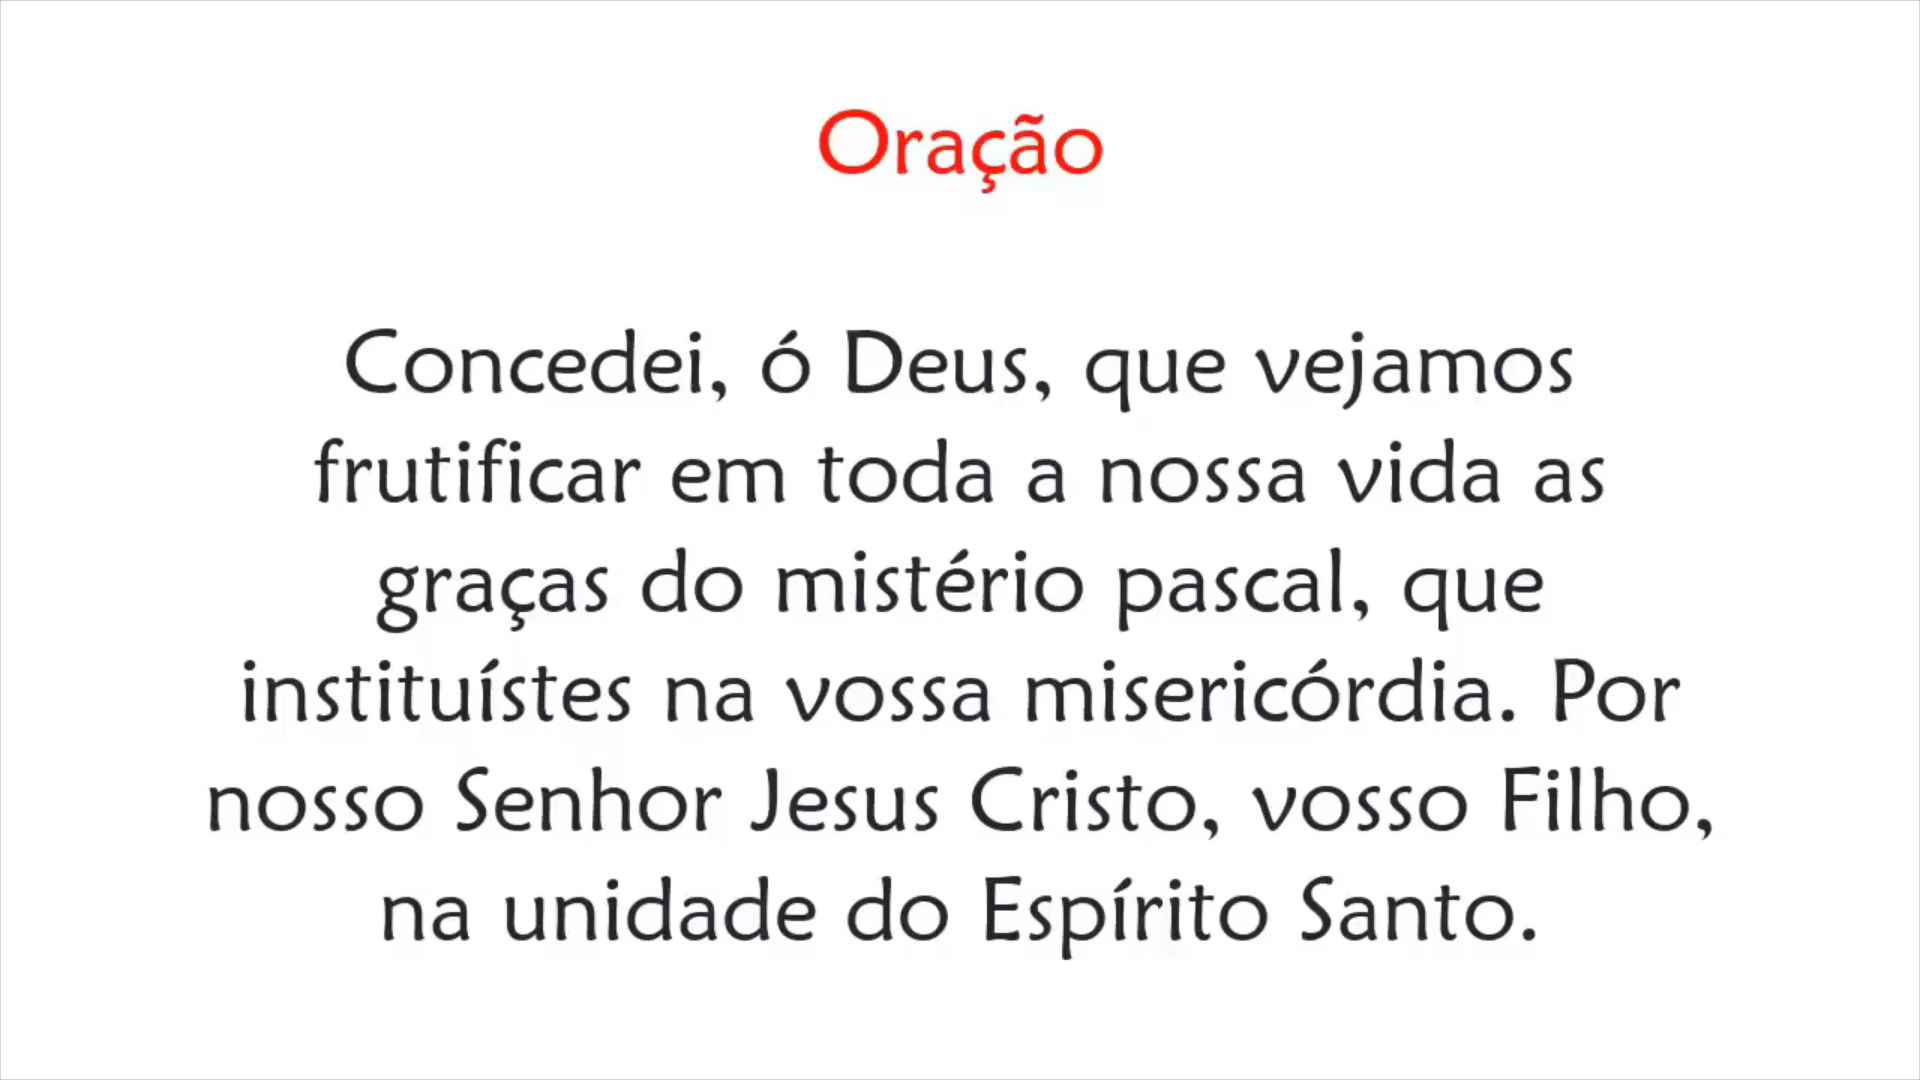 Oração
Concedei, ó Deus, que vejamos
frutificar em toda a nossa vida as
graças do mistério pascal, que
instituístes na vossa misericórdia. Por
nosso Senhor Jesus Cristo, vosso Filho,
na unidade do Espírito Santo.